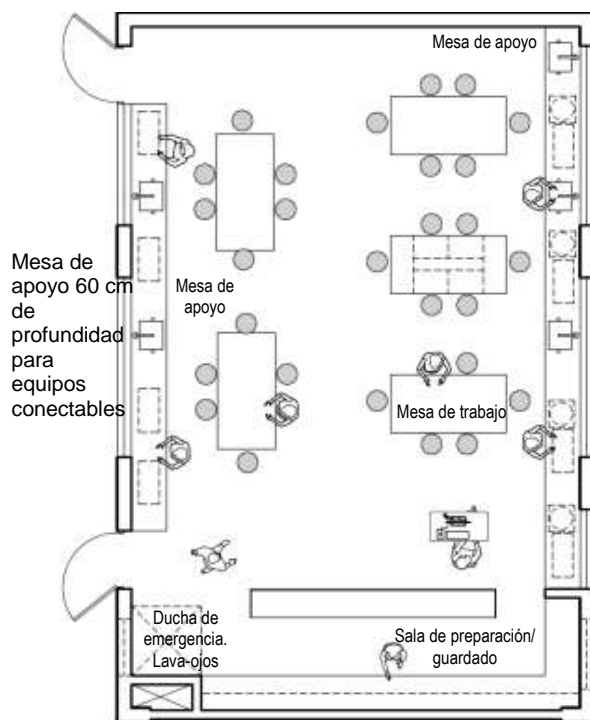 Mesa de apoyo
Mesa de
apoyo 60 cm
de
profundidad
para
equipos
conectables
Mesa de
apoyo
Mesa de trabajo
Ducha de
emergencia.
Lava-ojos
Sala de preparación/
guardado